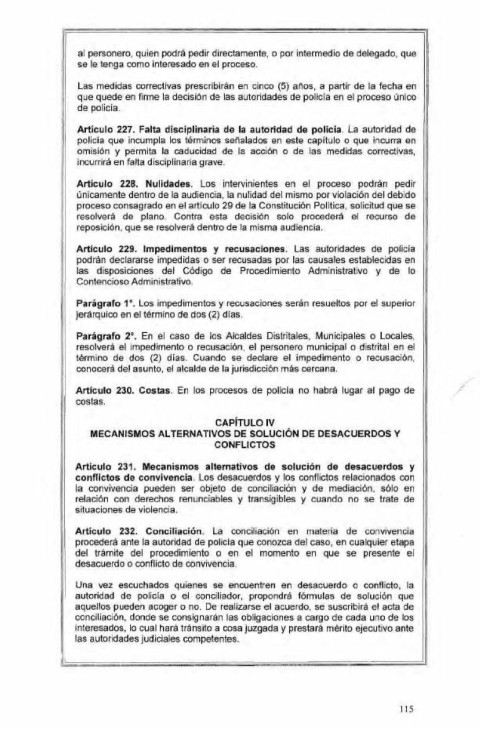 al personero, quien podrá pedir directamente, o por intermedio de delegado, que
se le tenga como interesado en el proceso.
Las medidas correctivas prescribirán en cinco (5) años, a partir de la fecha en
que quede en firme la decisión de las autoridades de policía en el proceso único
de policía.
Artículo 227. Falta disciplinaria de la autoridad de policía. La autoridad de
policía que incumpla los términos señalados en este capítulo o que incurra en
omisión y permita la caducidad de la acción o de las medidas correctivas,
incurrirá en falta disciplinaria grave.
Artículo 228. Nulidades. Los intervinientes en el proceso podrán pedir
únicamente dentro de la audiencia, la nulidad del mismo por violación del debido
proceso consagrado en el artículo 29 de la Constitución Política, solicitud que se
resolverá de plano. Contra esta decisión solo procederá el recurso de
reposición, que se resolverá dentro de la misma audiencia.
Artículo 229. Impedimentos y recusaciones. Las autoridades de policía
podrán declararse impedidas o ser recusadas por las causales establecidas en
las disposiciones del Código de Procedimiento Administrativo y de lo
Contencioso Administrativo.
Parágrafo 1°. Los impedimentos y recusaciones serán resueltos por el superior
jerárquico en el término de dos (2) días.
Parágrafo 2°. En el caso de los Alcaldes Distritales, Municipales o Locales,
resolverá el impedimento o recusación, el personero municipal o distrital en el
término de dos (2) días. Cuando se declare el impedimento o recusación,
conocerá del asunto, el alcalde de la jurisdicción más cercana.
Artículo 230. Costas. En los procesos de policía no habrá lugar al pago de
costas.
CAPÍTULO IV
MECANISMOS ALTERNATIVOS DE SOLUCIÓN DE DESACUERDOS Y
CONFLICTOS
Artículo 231. Mecanismos alternativos de solución de desacuerdos y
conflictos de convivencia. Los desacuerdos y los conflictos relacionados con
la convivencia pueden ser objeto de conciliación y de mediación, sólo en
relación con derechos renunciables y transigibles y cuando no se trate de
situaciones de violencia.
Artículo 232. Conciliación. La conciliación en materia de convivencia
procederá ante la autoridad de policía que conozca del caso, en cualquier etapa
del trámite del procedimiento o en el momento en que se presente el
desacuerdo o conflicto de convivencia.
Una vez escuchados quienes se encuentren en desacuerdo o conflicto, la
autoridad de policía o el conciliador, propondrá fórmulas de solución que
aquellos pueden acoger o no. De realizarse el acuerdo, se suscribirá el acta de
conciliación, donde se consignarán las obligaciones a cargo de cada uno de los
interesados, lo cual hará tránsito a cosa juzgada y prestará mérito ejecutivo ante
las autoridades judiciales competentes.
115